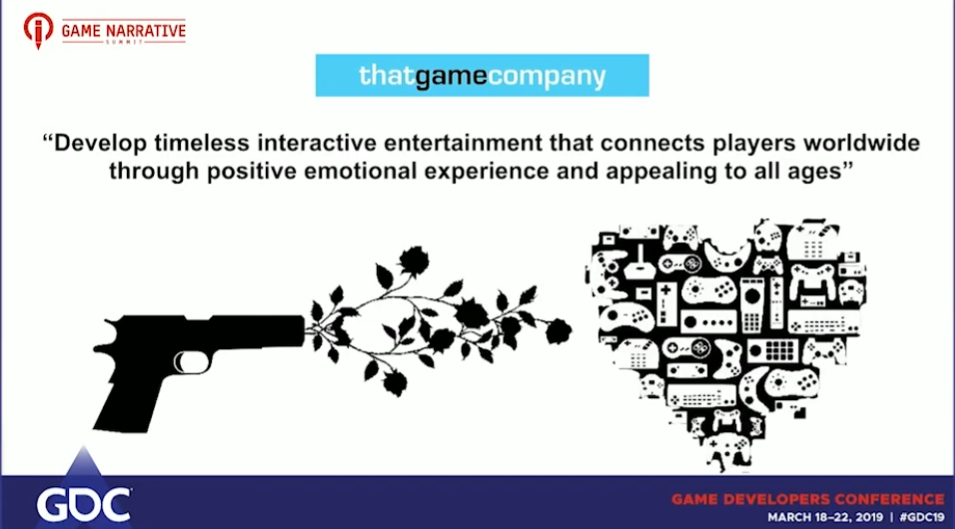 GAME NARRATIVE
SUMMIT
thatgamecompany
“Develop timeless interactive entertainment that connects players worldwide
through positive emotional experience and appealing to all ages”
GDC
GAME DEVELOPERS CONFERENCE
MARCH 18–22, 2019 | #GDC19